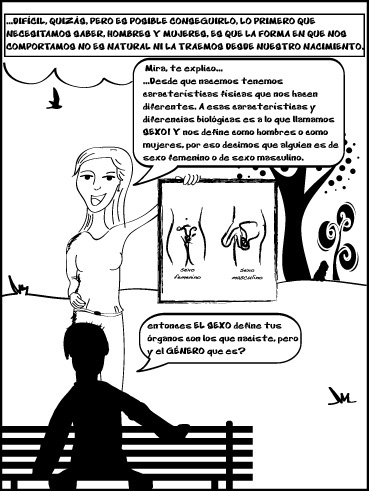 ...DIFÍCIL, QUIZÁS, PERO ES POSIBLE CONSEGUIRLO, LO PRIMERO QUE
NECESITAMOS SABER, HOMBRES Y MUJERES, ES QUE LA FORMA EN QUE NOS
COMPORTAMOS NO ES NATURAL NI LA TRAEMOS DESDE NUESTRO NACIMIENTO.
Mira, te explico...
...Desde que nacemos tenemos
características físicas que nos hacen
diferentes. A esas características y
diferencias biológicas es a lo que llamamos
SEXO! Y nos define como hombres o como
mujeres, por eso decimos que alguien es de
sexo femenino o de sexo masculino.
sexo
femenino
sexo
masculino
entonces EL SEXO define tus
órganos con los que naciste, pero
y el GÉNERO que es?